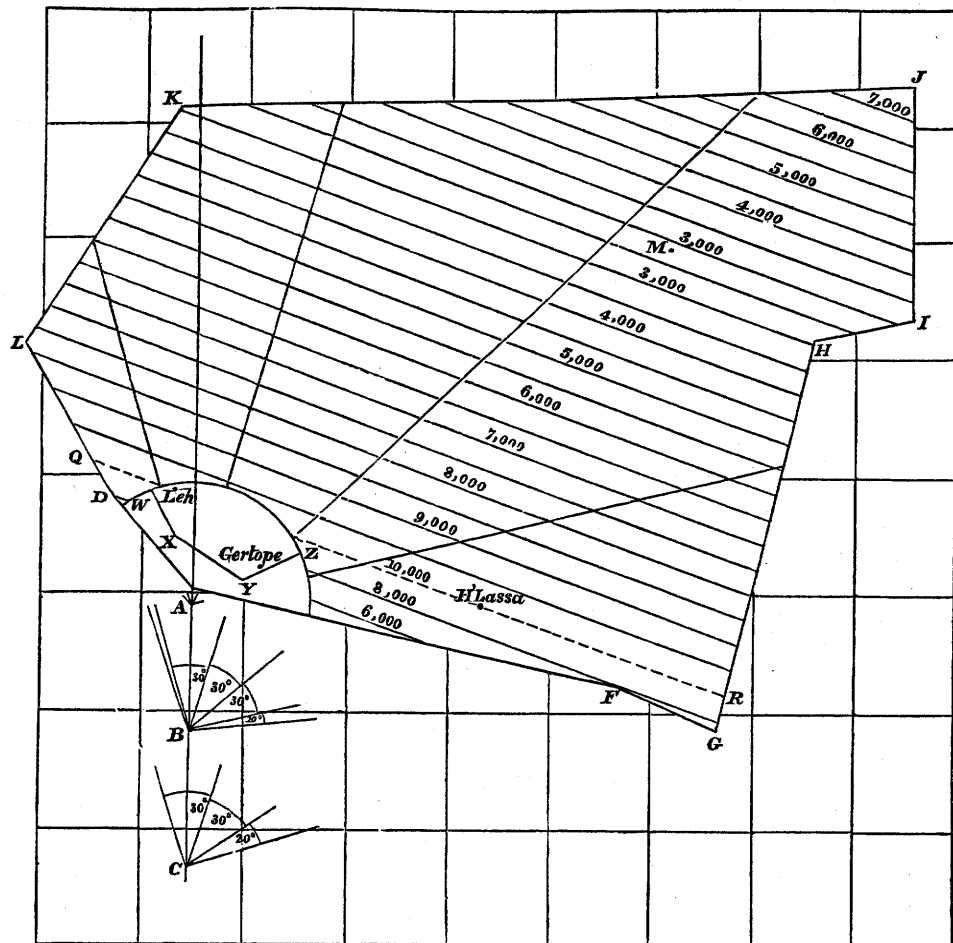 J
K
7,000
6,000
5,000
4,000
3,000
M.
3,000
4,000
I
L
H
5,000
6,000
7,000
Q
8,000
D
W
Leh
9,000
X
Gertope
Z
10,000
Y
8,000
H'Lassa
A
6,000
30°
30°
30°
F
R
20°
B
G
30°
30°
20°
C